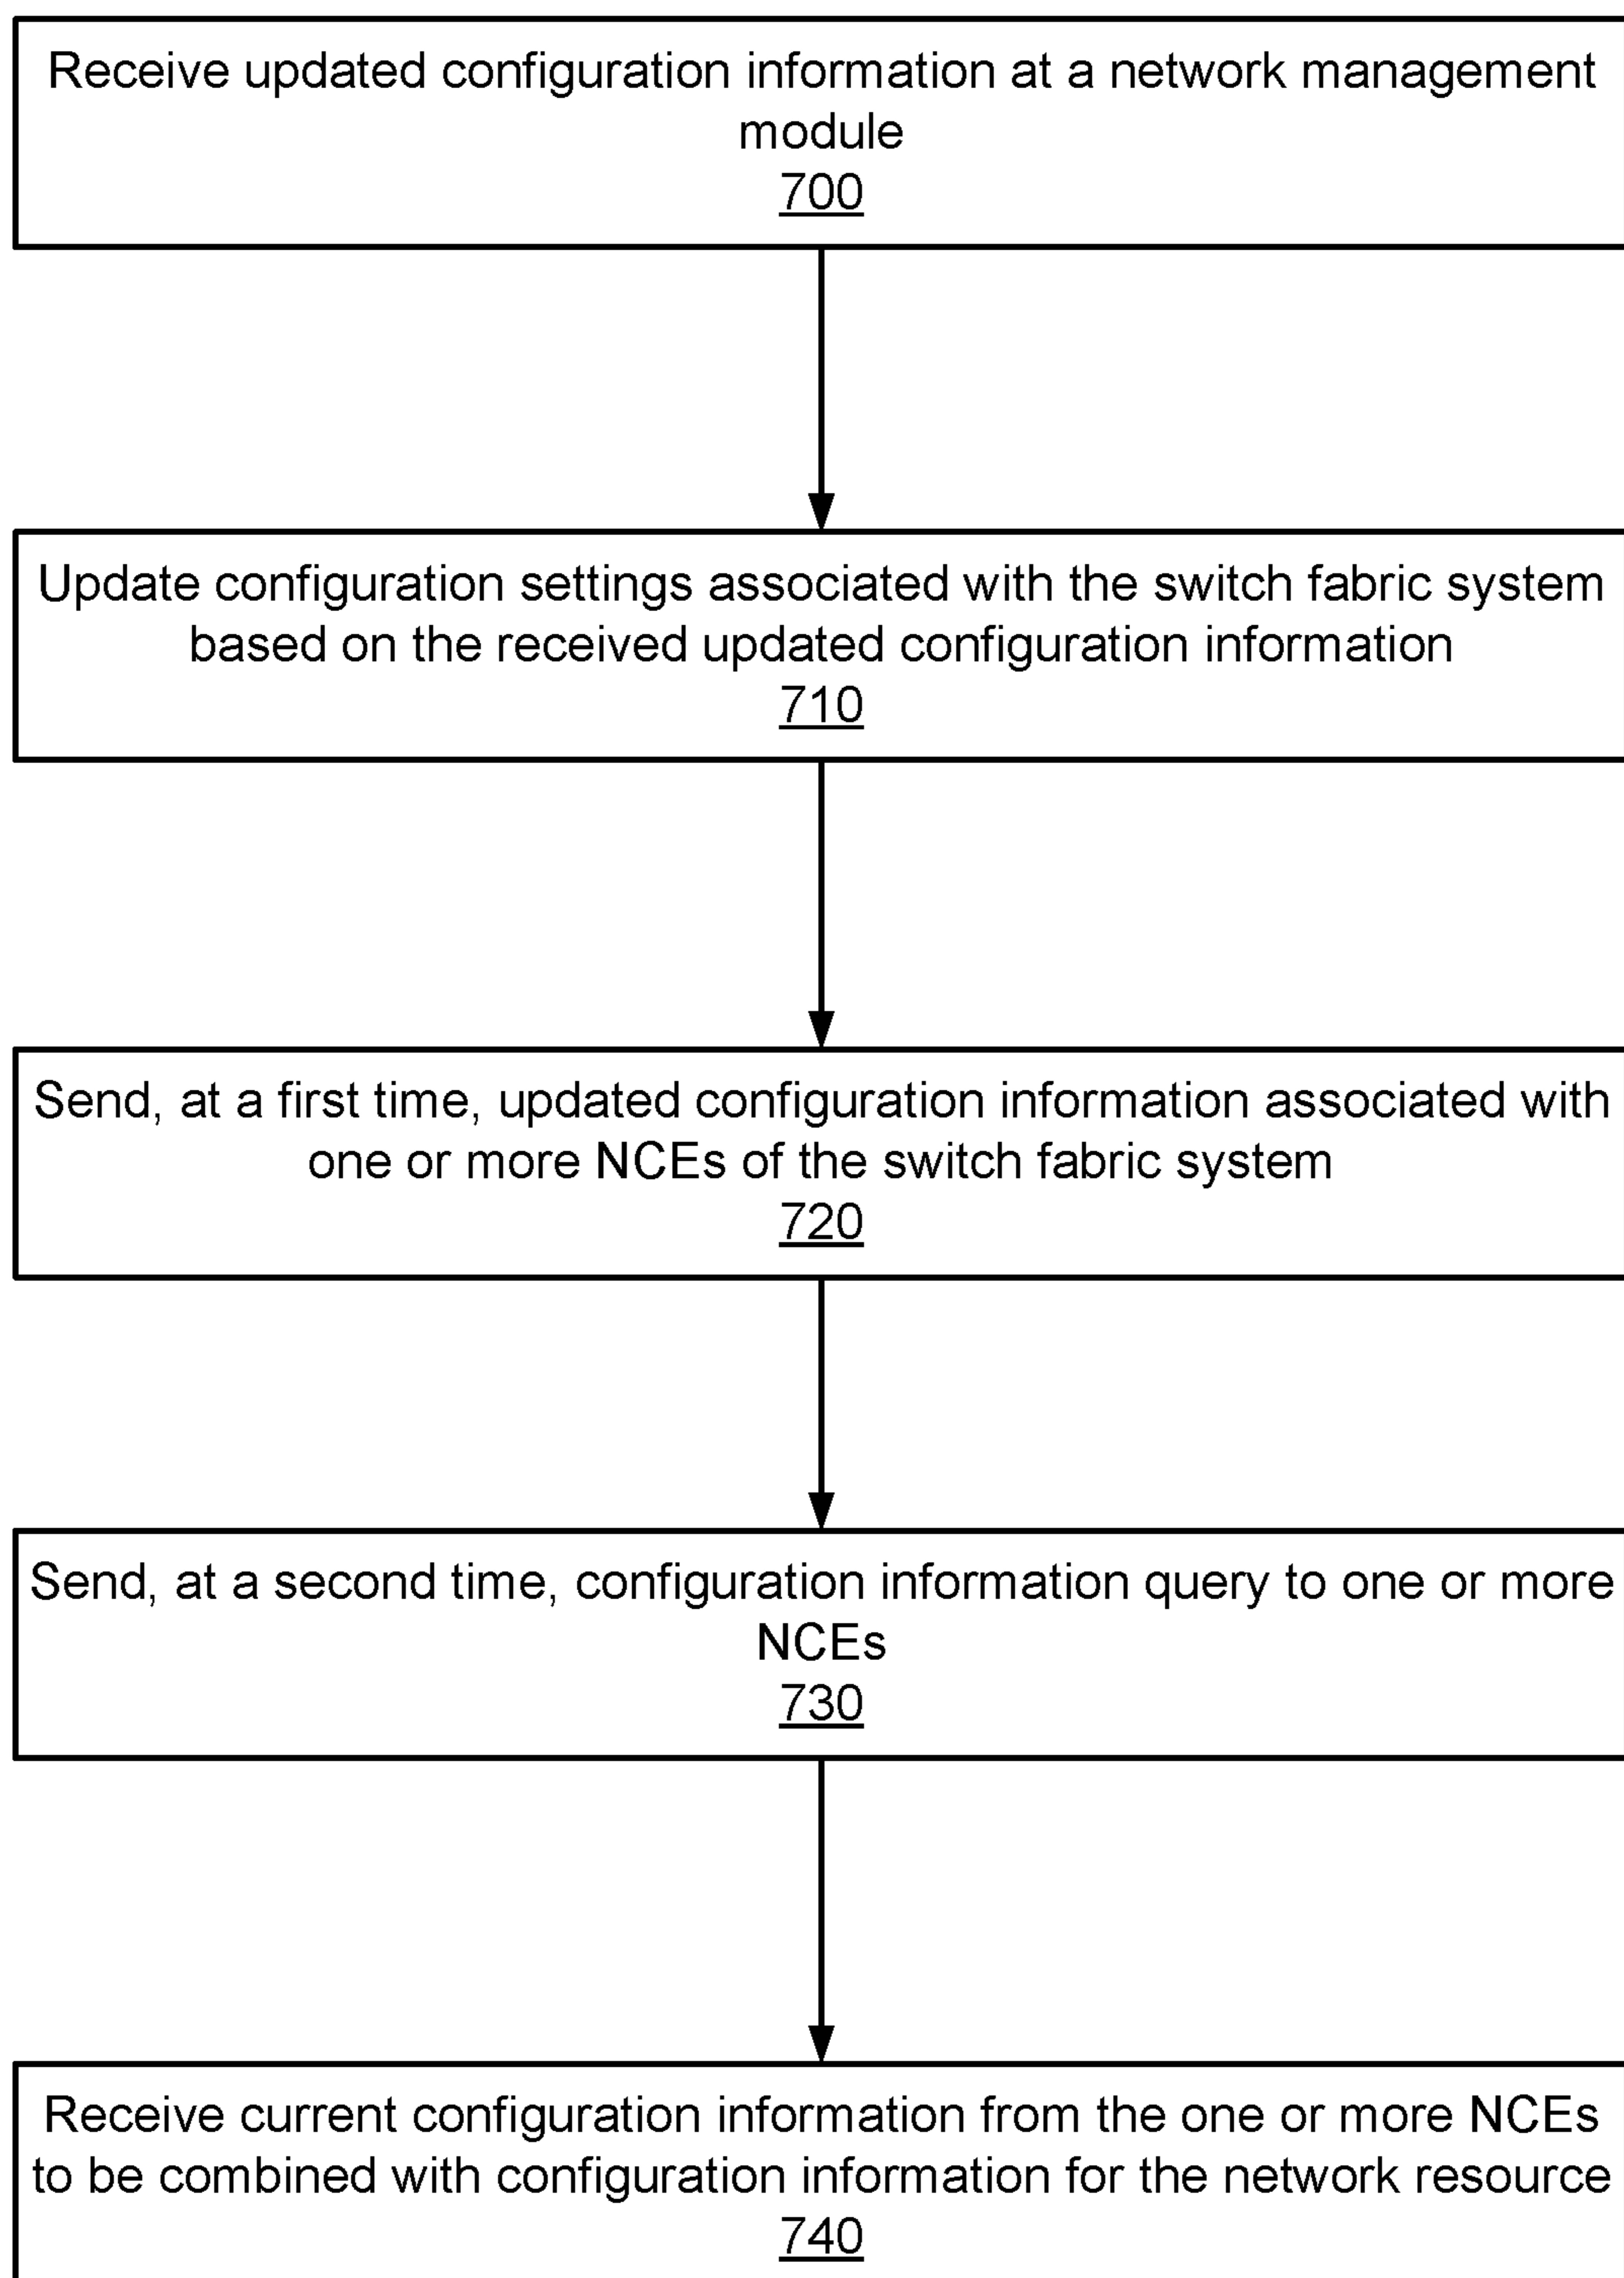 Receive updated configuration information at a network management
module
700
Update configuration settings associated with the switch fabric system
based on the received updated configuration information
710
Send, at a first time, updated configuration information associated with
one or more NCEs of the switch fabric system
720
Send, at a second time, configuration information query to one or more
NCEs
730
Receive current configuration information from the one or more NCEs
to be combined with configuration information for the network resource
740